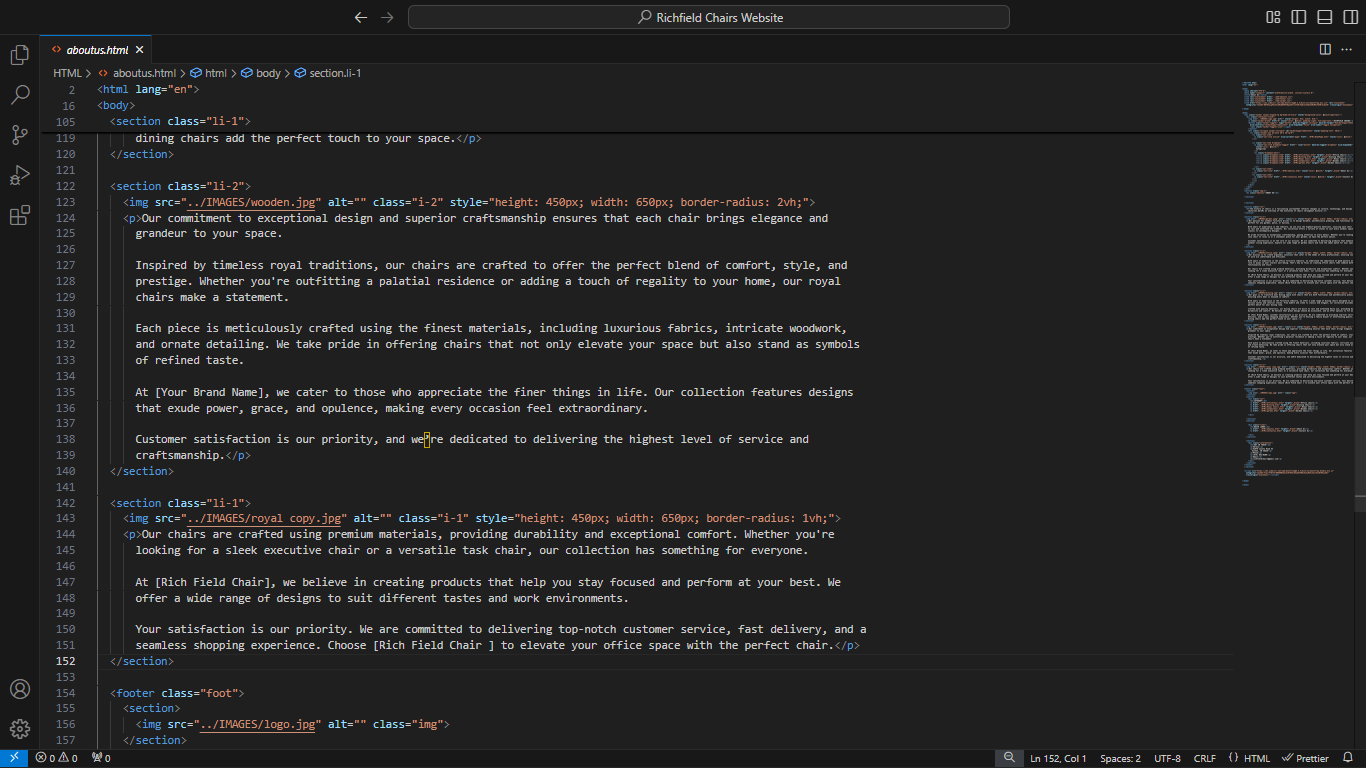 Richfield Chairs Website
aboutus.html
HTML > aboutus.html > html > body > section.li-1
2 <html lang="en">
16 <body>
105 <section class="li-1">
119 dining chairs add the perfect touch to your space.</p>
120 </section>
121
122 <section class="li-2">
123 <img src="../IMAGES/wooden.jpg" alt="" class="i-2" style="height: 450px; width: 650px; border-radius: 2vh;">
124 <p>Our commitment to exceptional design and superior craftsmanship ensures that each chair brings elegance and
125 grandeur to your space.
126
127 Inspired by timeless royal traditions, our chairs are crafted to offer the perfect blend of comfort, style, and
128 prestige. Whether you're outfitting a palatial residence or adding a touch of regality to your home, our royal
129 chairs make a statement.
130
131 Each piece is meticulously crafted using the finest materials, including luxurious fabrics, intricate woodwork,
132 and ornate detailing. We take pride in offering chairs that not only elevate your space but also stand as symbols
133 of refined taste.
134
135 At [Your Brand Name], we cater to those who appreciate the finer things in life. Our collection features designs
136 that exude power, grace, and opulence, making every occasion feel extraordinary.
137
138 Customer satisfaction is our priority, and we’re dedicated to delivering the highest level of service and
139 craftsmanship.</p>
140 </section>
141
142 <section class="li-1">
143 <img src="../IMAGES/royal copy.jpg" alt="" class="i-1" style="height: 450px; width: 650px; border-radius: 1vh;">
144 <p>Our chairs are crafted using premium materials, providing durability and exceptional comfort. Whether you're
145 looking for a sleek executive chair or a versatile task chair, our collection has something for everyone.
146
147 At [Rich Field Chair], we believe in creating products that help you stay focused and perform at your best. We
148 offer a wide range of designs to suit different tastes and work environments.
149
150 Your satisfaction is our priority. We are committed to delivering top-notch customer service, fast delivery, and a
151 seamless shopping experience. Choose [Rich Field Chair ] to elevate your office space with the perfect chair.</p>
152 </section>
153
154 <footer class="foot">
155 <section>
156 <img src="../IMAGES/logo.jpg" alt="" class="img">
157 </section>
0 0 0 Ln 152, Col 1 Spaces: 2 UTF-8 CRLF {} HTML Prettier